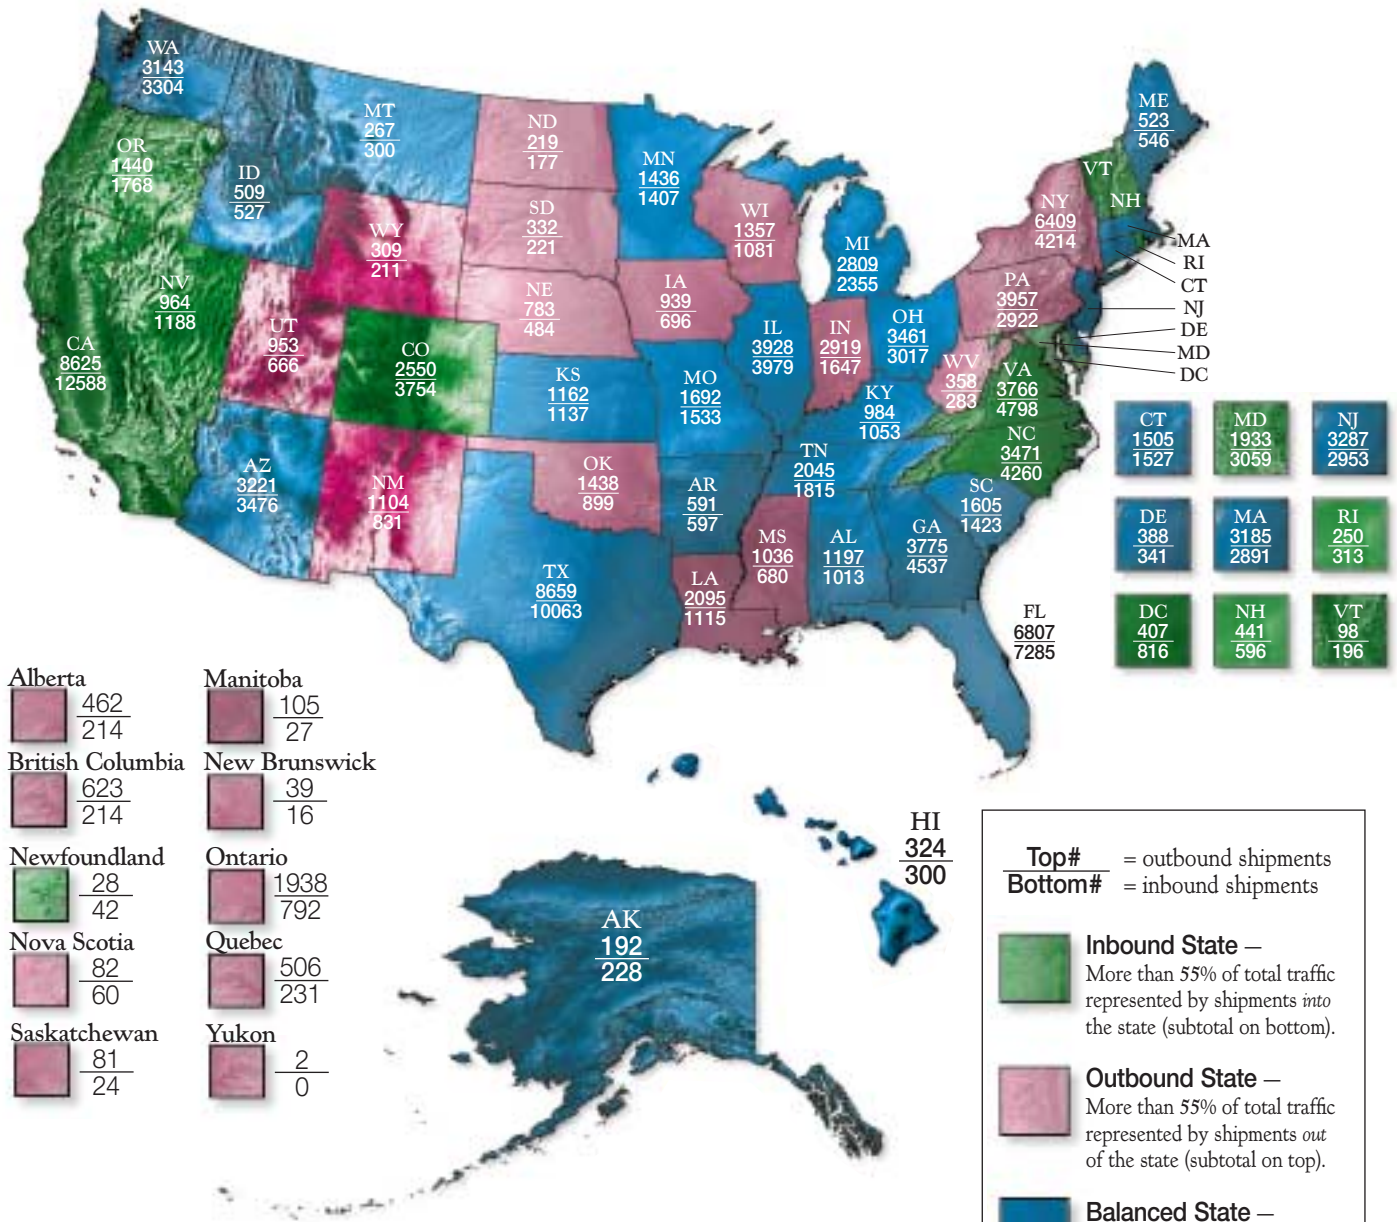 WA
3143
3304
MT
267
300
ND
219
177
ME
523
546
OR
1440
1768
ID
509
527
MN
1436
1407
VT
NH
SD
332
221
WI
1357
1081
NY
6409
4214
WY
309
211
MI
2809
2355
MA
RI
CT
NJ
DE
MD
DC
NV
964
1188
NE
783
484
IA
939
696
PA
3957
2922
UT
953
666
CA
8625
12588
CO
2550
3754
IL
3928
3979
IN
2919
1647
OH
3461
3017
WV
358
283
VA
3766
4798
KS
1162
1137
MO
1692
1533
KY
984
1053
NC
3471
4260
CT
1505
1527
MD
1933
3059
NJ
3287
2953
AZ
3221
3476
NM
1104
831
OK
1438
899
AR
591
597
TN
2045
1815
SC
1605
1423
DE
388
341
MA
3185
2891
RI
250
313
MS
1036
680
AL
1197
1013
GA
3775
4537
TX
8659
10063
LA
2095
1115
FL
6807
7285
DC
407
816
NH
441
596
VT
98
196
Alberta
462
214
Manitoba
105
27
British Columbia
623
214
New Brunswick
39
16
Newfoundland
28
42
Ontario
1938
792
Nova Scotia
82
60
Quebec
506
231
Saskatchewan
81
24
Yukon
2
0
HI
324
300
AK
192
228
Top# = outbound shipments
Bottom# = inbound shipments
Inbound State —
More than 55% of total traffic
represented by shipments into
the state (subtotal on bottom).
Outbound State —
More than 55% of total traffic
represented by shipments out
of the state (subtotal on top).
Balanced State —